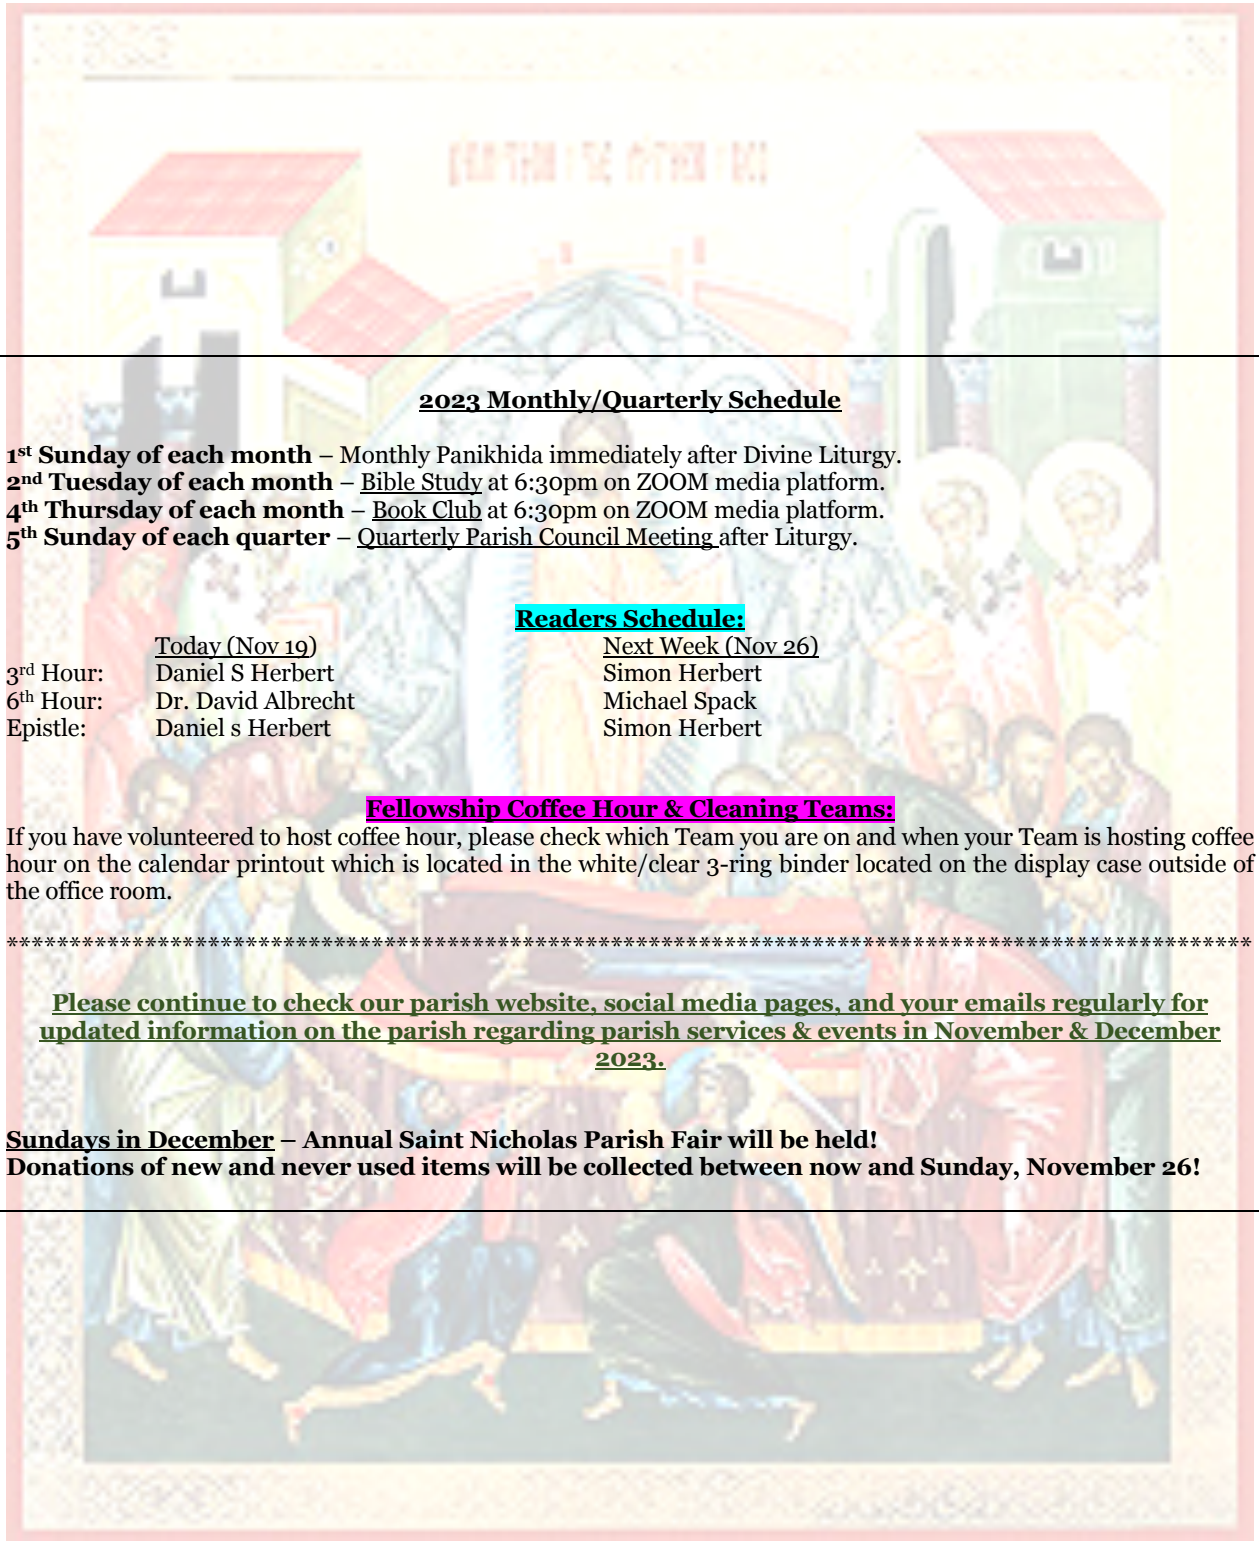 2023 Monthly/Quarterly Schedule
1st Sunday of each month – Monthly Panikhida immediately after Divine Liturgy.
2nd Tuesday of each month – Bible Study at 6:30pm on ZOOM media platform.
4th Thursday of each month – Book Club at 6:30pm on ZOOM media platform.
5th Sunday of each quarter – Quarterly Parish Council Meeting after Liturgy.
Readers Schedule:
Today (Nov 19) Next Week (Nov 26)
3rd Hour: Daniel S Herbert Simon Herbert
6th Hour: Dr. David Albrecht Michael Spack
Epistle: Daniel s Herbert Simon Herbert
Fellowship Coffee Hour & Cleaning Teams:
If you have volunteered to host coffee hour, please check which Team you are on and when your Team is hosting coffee
hour on the calendar printout which is located in the white/clear 3-ring binder located on the display case outside of
the office room.
****************************************************************************************************
Please continue to check our parish website, social media pages, and your emails regularly for
updated information on the parish regarding parish services & events in November & December
2023.
Sundays in December – Annual Saint Nicholas Parish Fair will be held!
Donations of new and never used items will be collected between now and Sunday, November 26!